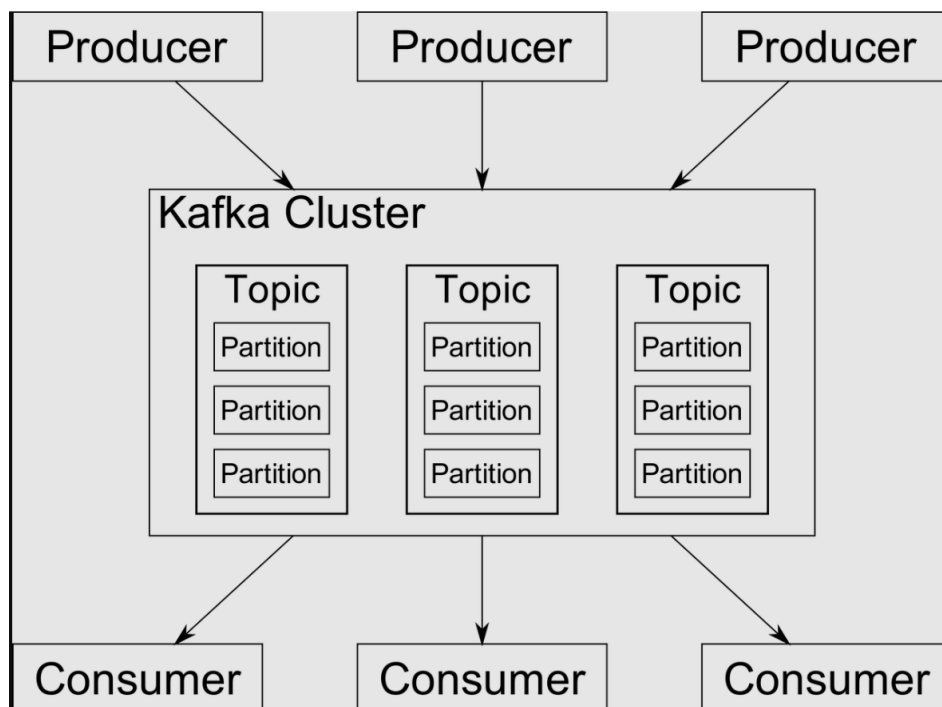 Producer Producer Producer
Kafka Cluster
Topic Topic Topic
Partition Partition Partition
Partition Partition Partition
Partition Partition Partition
Consumer Consumer Consumer